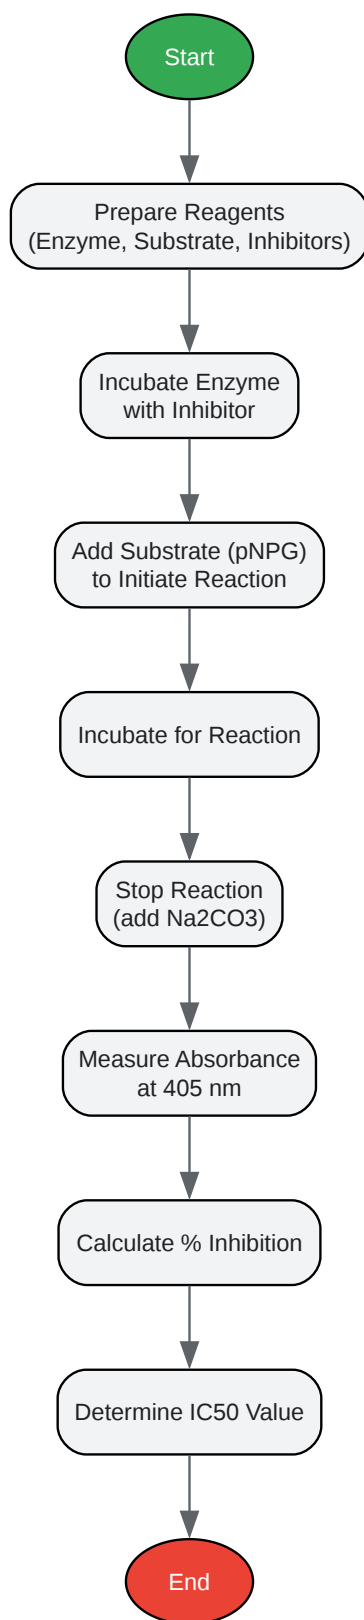 Start
Prepare Reagents
(Enzyme, Substrate, Inhibitors)
Incubate Enzyme
with Inhibitor
Add Substrate (pNPG)
to Initiate Reaction
Incubate for Reaction
Stop Reaction
(add Na2CO3)
Measure Absorbance
at 405 nm
Calculate % Inhibition
Determine IC50 Value
End